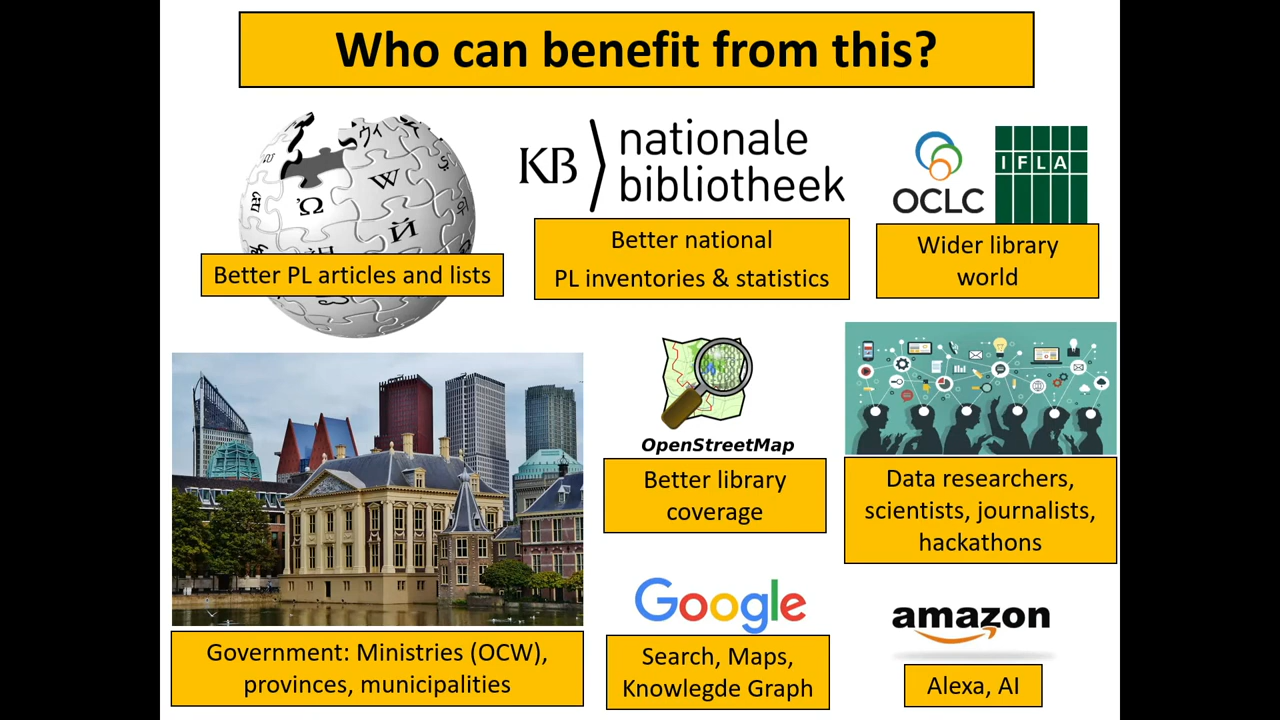 Who can benefit from this?
W
Ω
И
Better PL articles and lists
KB
nationale
bibliotheek
Better national
PL inventories & statistics
OCLC
IFLA
Wider library
world
OpenStreetMap
Better library
coverage
Data researchers,
scientists, journalists,
hackathons
Government: Ministries (OCW),
provinces, municipalities
Google
Search, Maps,
Knowlegde Graph
amazon
Alexa, AI